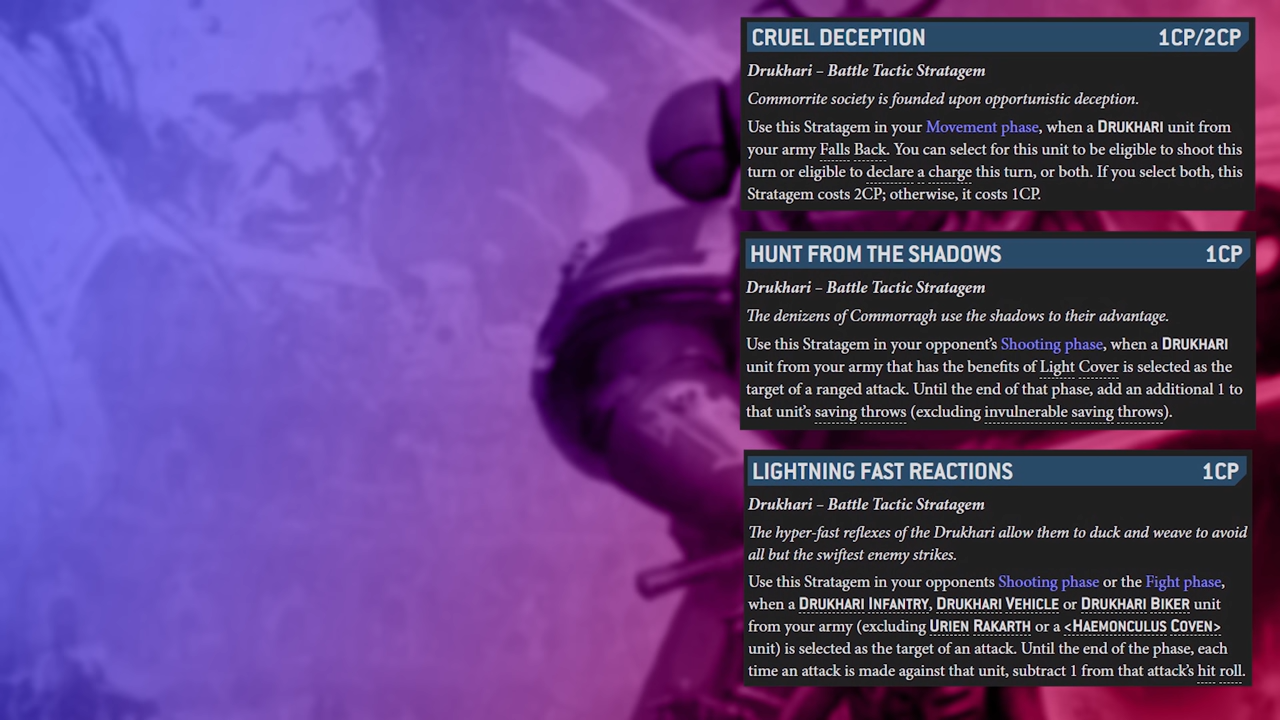 CRUEL DECEPTION 1CP/2CP
Drukhari – Battle Tactic Stratagem
Commorrite society is founded upon opportunistic deception.
Use this Stratagem in your Movement phase, when a DRUKHARI unit from
your army Falls Back. You can select for this unit to be eligible to shoot this
turn or eligible to declare a charge this turn, or both. If you select both, this
Stratagem costs 2CP; otherwise, it costs 1CP.
HUNT FROM THE SHADOWS 1CP
Drukhari – Battle Tactic Stratagem
The denizens of Commorragh use the shadows to their advantage.
Use this Stratagem in your opponent's Shooting phase, when a DRUKHARI
unit from your army that has the benefits of Light Cover is selected as the
target of a ranged attack. Until the end of that phase, add an additional 1 to
that unit's saving throws (excluding invulnerable saving throws).
LIGHTNING FAST REACTIONS 1CP
Drukhari – Battle Tactic Stratagem
The hyper-fast reflexes of the Drukhari allow them to duck and weave to avoid
all but the swiftest enemy strikes.
Use this Stratagem in your opponents Shooting phase or the Fight phase,
when a DRUKHARI INFANTRY, DRUKHARI VEHICLE or DRUKHARI BIKER unit
from your army (excluding URIEN RAKARTH or a <HAEMONCULUS COVEN>
unit) is selected as the target of an attack. Until the end of the phase, each
time an attack is made against that unit, subtract 1 from that attack's hit roll.